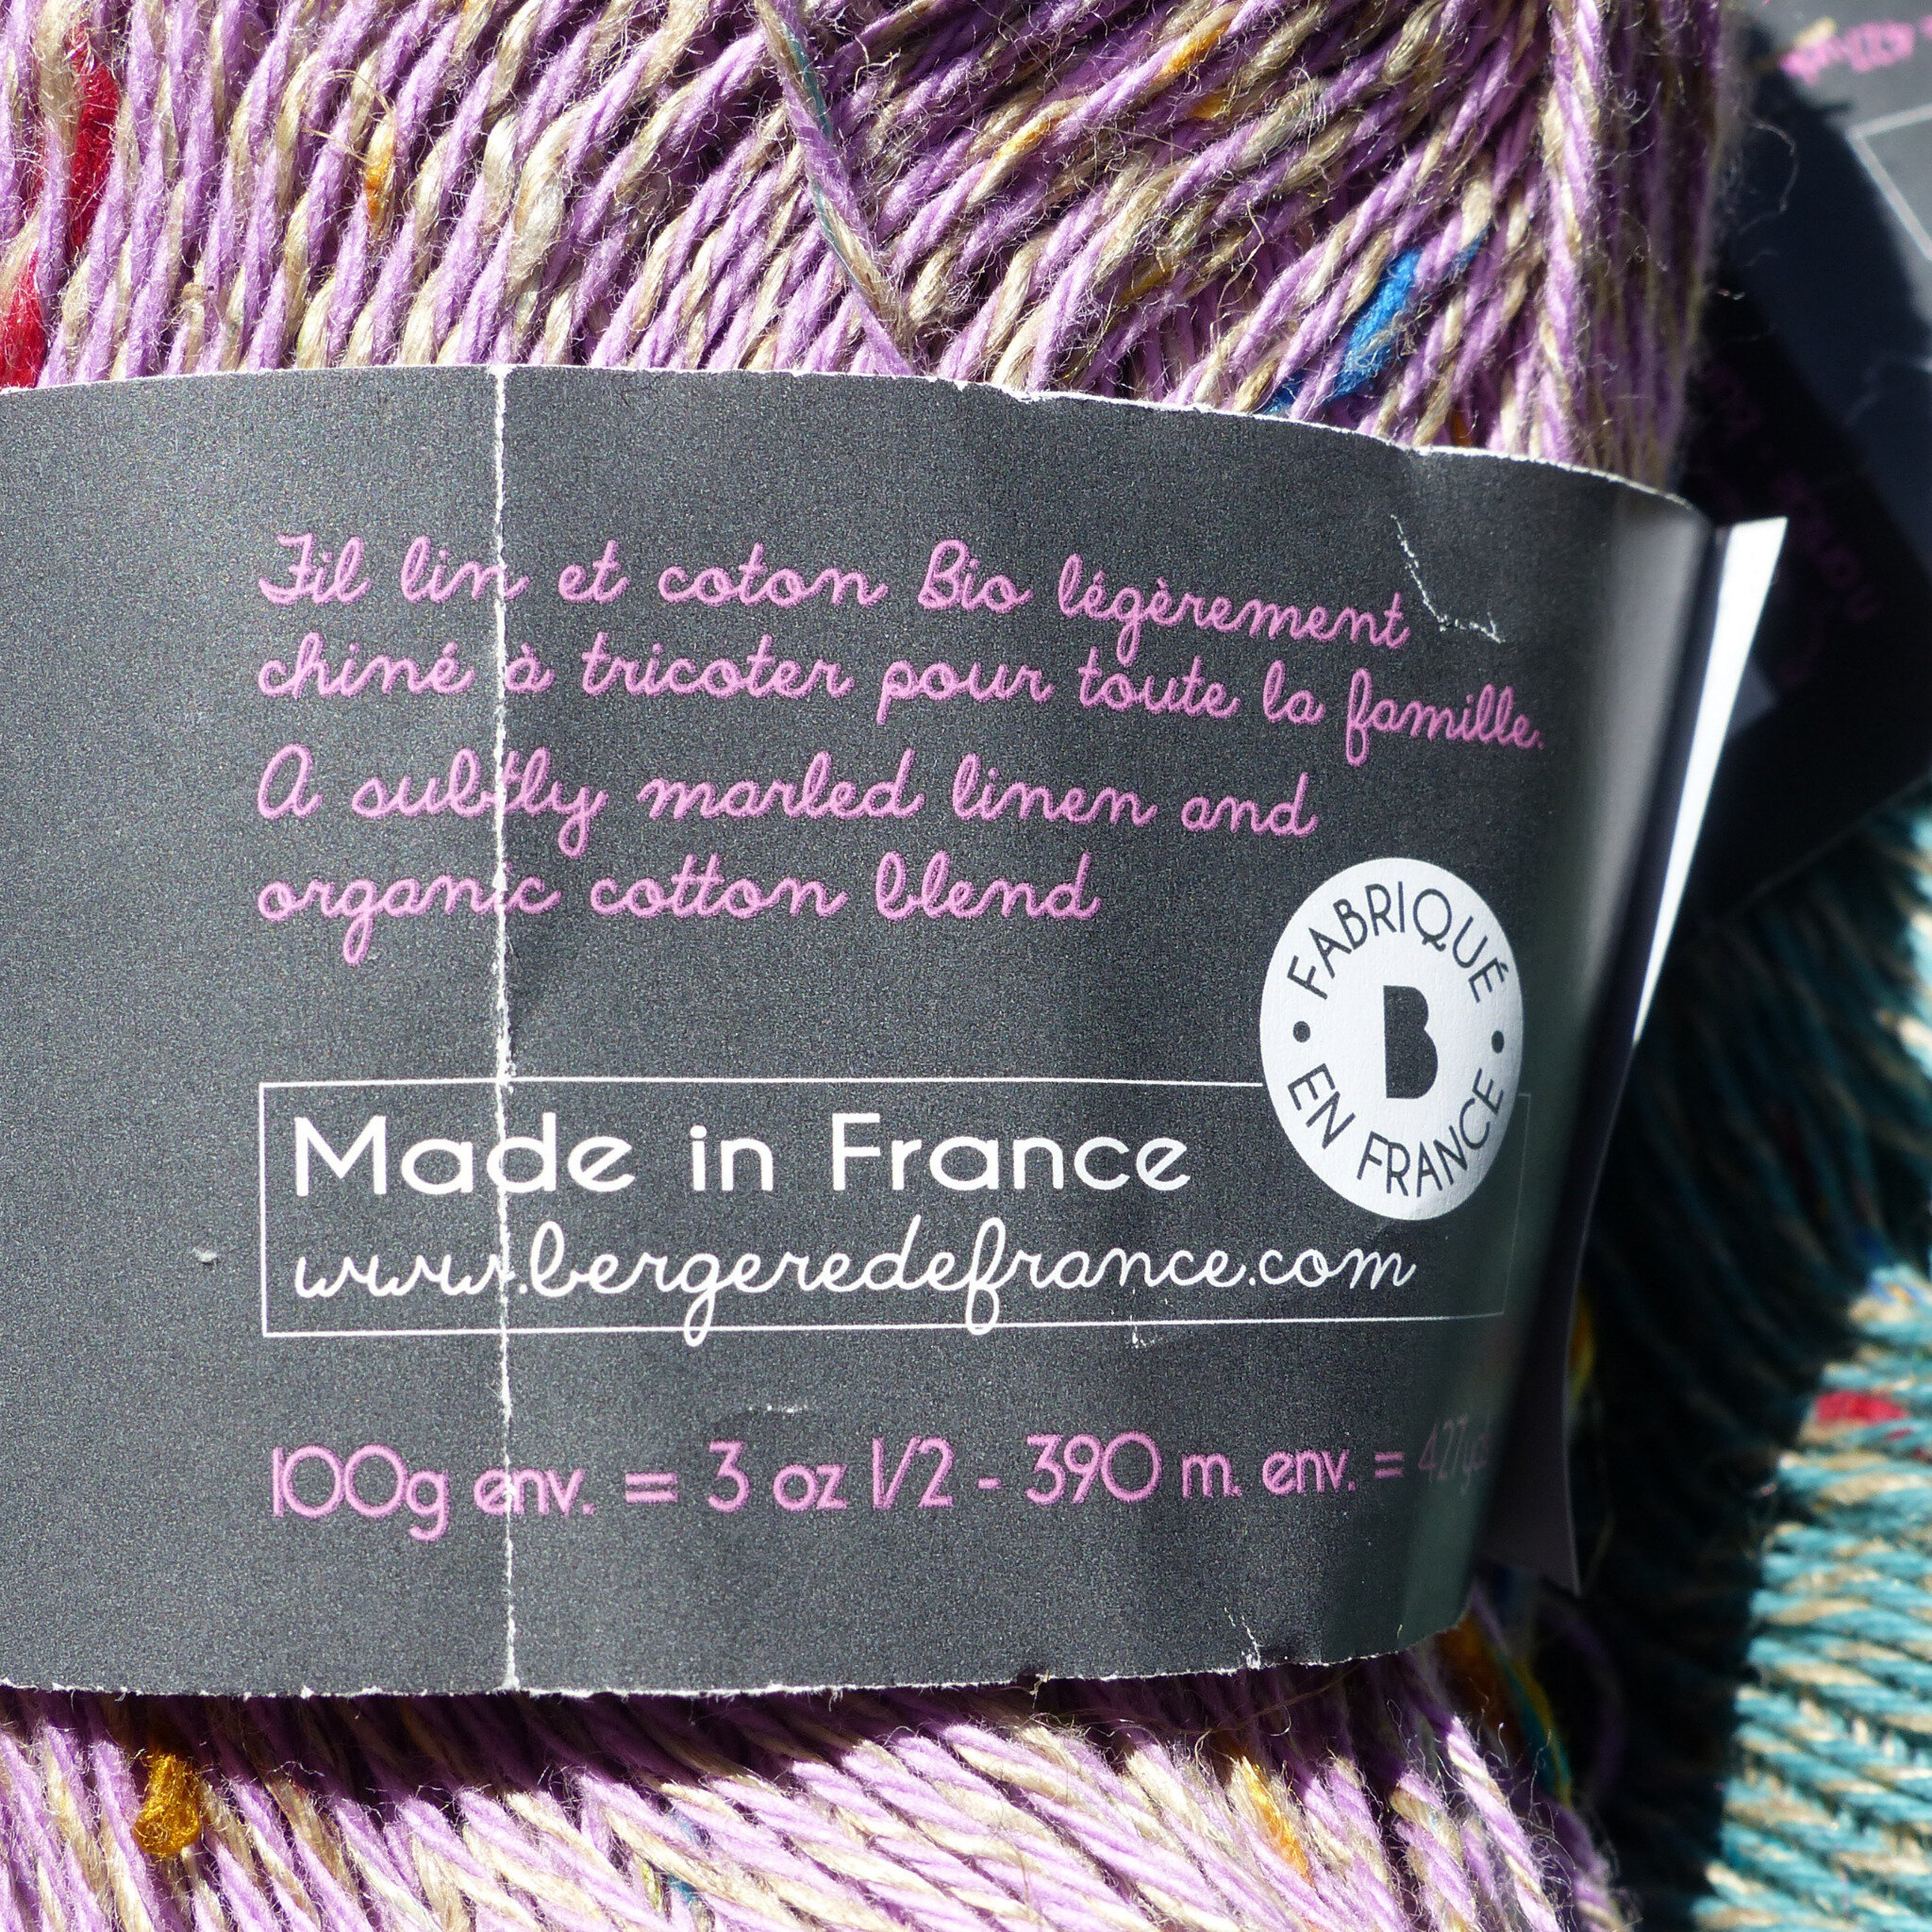 Fil lin et coton Bio légèrement
chiné à tricoter pour toute la famille.
A subtly marled linen and
organic cotton blend
FABRIQUÉ
B
EN FRANCE
Made in France
www.bergeredefrance.com
100g env. = 3 oz 1/2 - 390 m. env. = 427yds